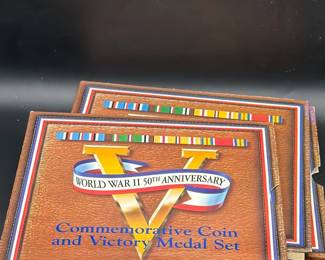 WORLD WAR II 50TH ANNIVERSARY
Commemorative Coin
and Victory Medal Set